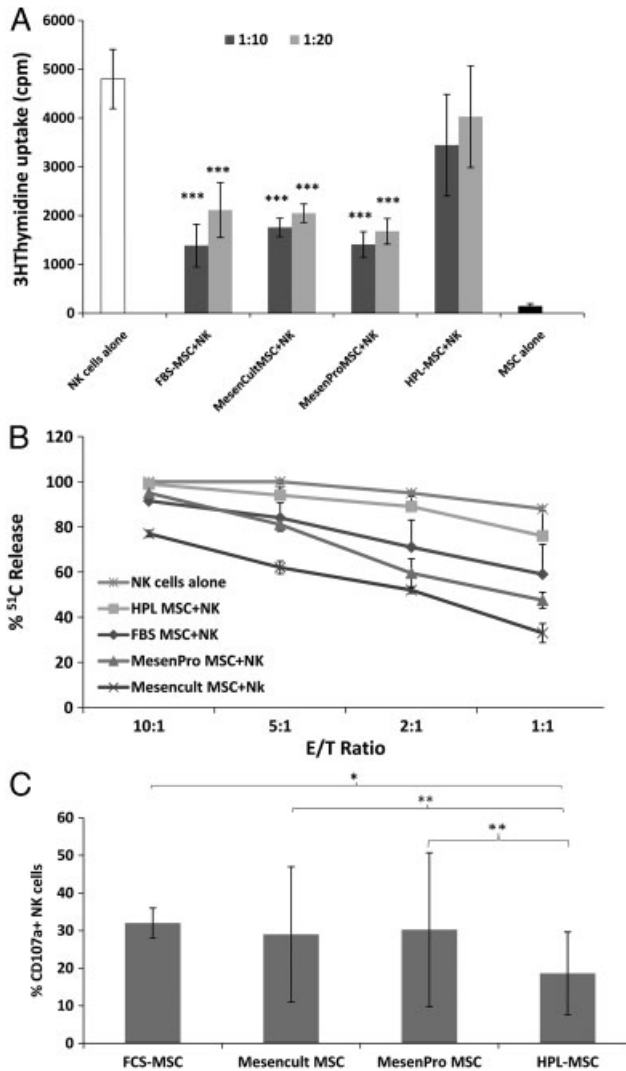 A
6000
5000
4000
3000
2000
1000
0
3HThymidine uptake (cpm)
1:10 1:20
*** *** *** *** *** ***
NK cells alone
FBS-MSC+NK
MesenCultMSC+NK
MesenProMSC+NK
HPL-MSC+NK
MSC alone
B
120
100
80
60
40
20
0
% 51C Release
NK cells alone
HPL MSC+NK
FBS MSC+NK
MesenPro MSC+NK
Mesencult MSC+Nk
10:1 5:1 2:1 1:1
E/T Ratio
C
60
50
40
30
20
10
0
% CD107a+ NK cells
*
**
**
FCS-MSC Mesencult MSC MesenPro MSC HPL-MSC